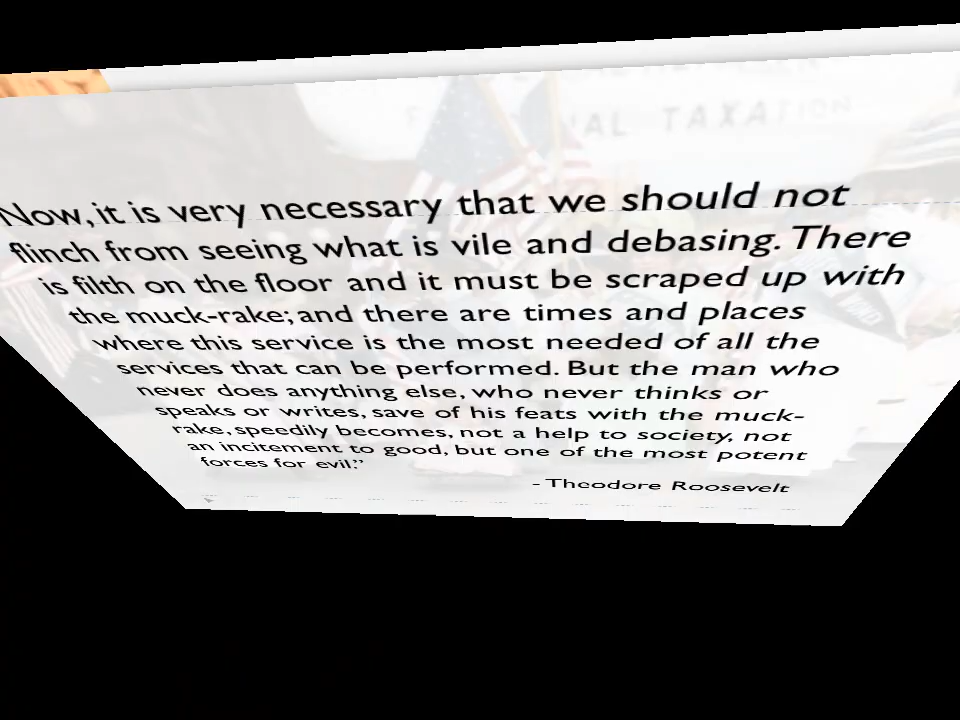 AL TAXATION
Now, it is very necessary that we should not
flinch from seeing what is vile and debasing. There
is filth on the floor and it must be scraped up with
the muck-rake; and there are times and places
where this service is the most needed of all the
services that can be performed. But the man who
never does anything else, who never thinks or
speaks or writes, save of his feats with the muck-
rake, speedily becomes, not a help to society, not
an incitement to good, but one of the most potent
forces for evil.”
- Theodore Roosevelt